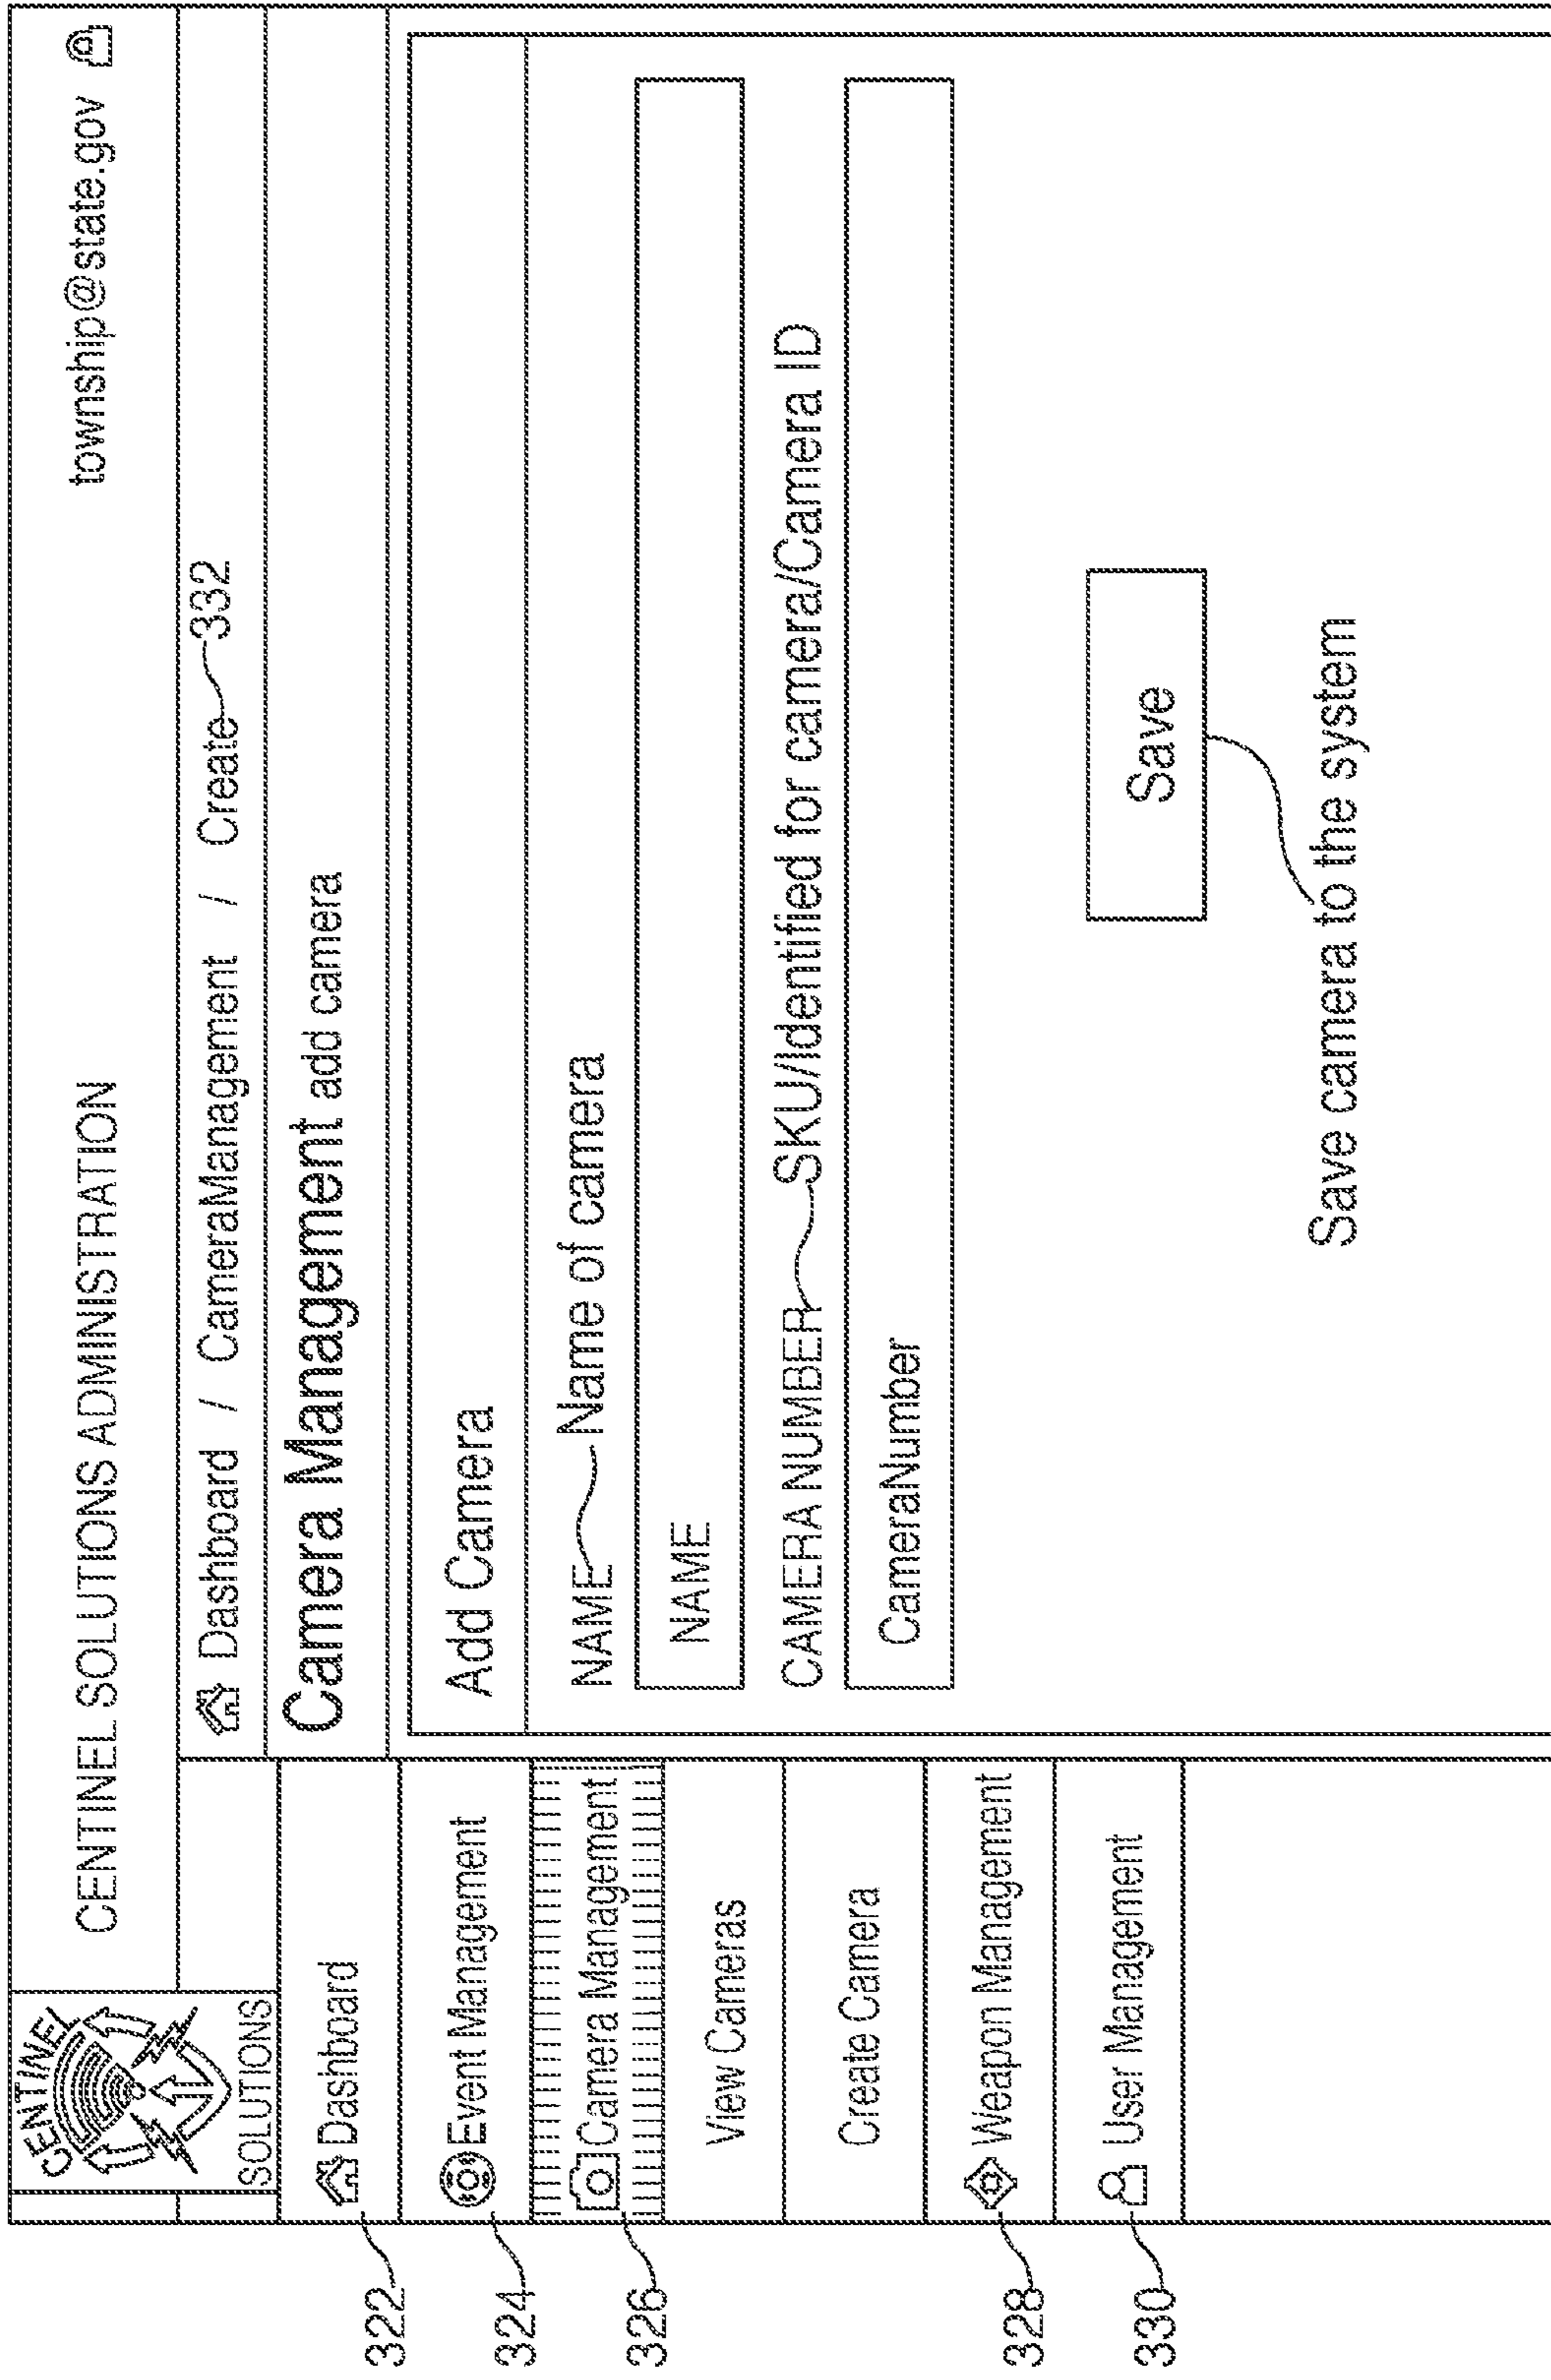 CENTINEL
SOLUTIONS
CENTINEL SOLUTIONS ADMINISTRATION
township@state.gov
Dashboard / CameraManagement / Create 332
Camera Management add camera
322 Dashboard
324 Event Management
326 Camera Management
View Cameras
Create Camera
328 Weapon Management
330 User Management
Add Camera
NAME Name of camera
NAME
CAMERA NUMBER SKU/Identified for camera/Camera ID
CameraNumber
Save
Save camera to the system